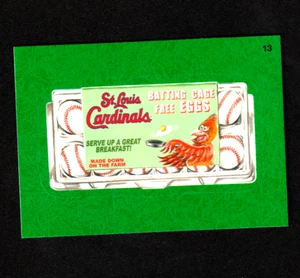 13
St. Louis
Cardinals
BATTING CAGE
FREE EGGS
SERVE UP A GREAT
BREAKFAST!
MADE DOWN
ON THE FARM